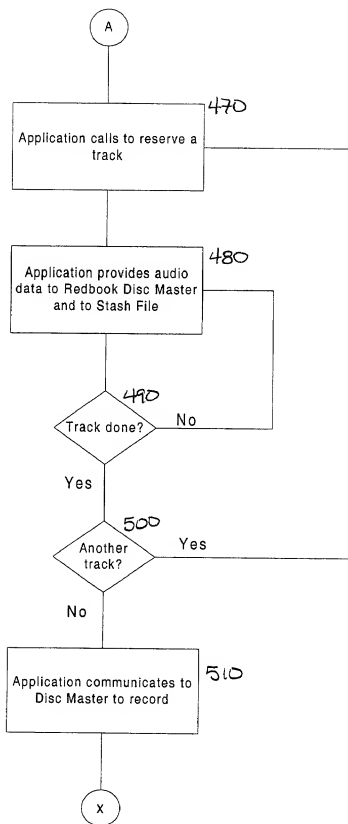 A
470
Application calls to reserve a
track
480
Application provides audio
data to Redbook Disc Master
and to Stash File
490
Track done?
No
Yes
500
Another
track?
Yes
No
510
Application communicates to
Disc Master to record
X